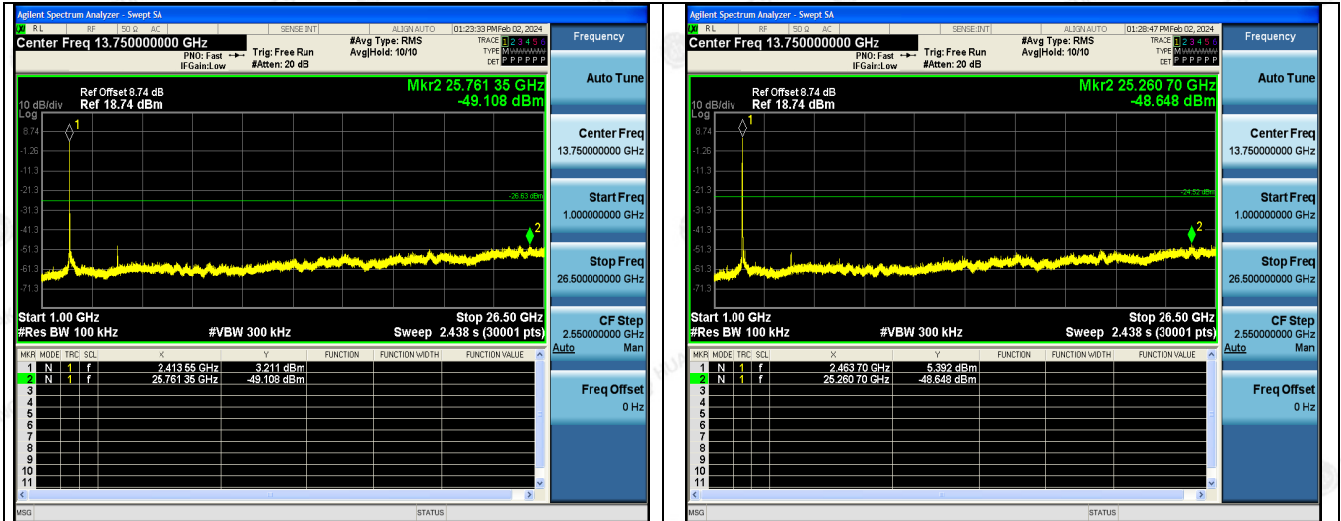 Agilent Spectrum Analyzer - Swept SA
RL RF 50 Ω AC SENSE:INT ALIGN AUTO 01:23:33 PM Feb 02, 2024
Center Freq 13.750000000 GHz
#Avg Type: RMS
TRACE 1 2 3 4 5 6
PNO: Fast
Trig: Free Run
Avg|Hold: 10/10
TYPE M W W W W W
IFGain:Low
#Atten: 20 dB
DET P P P P P P
Mkr2 25.761 35 GHz
Ref Offset 8.74 dB
-49.108 dBm
10 dB/div Ref 18.74 dBm
Log
8.74
-1.26
-11.3
-21.3
-31.3
-41.3
-51.3
-61.3
-71.3
1
-26.63 dBm
2
Start 1.00 GHz Stop 26.50 GHz
#Res BW 100 kHz #VBW 300 kHz Sweep 2.438 s (30001 pts)
MKR MODE TRC SCL X Y FUNCTION FUNCTION WIDTH FUNCTION VALUE
1 N 1 f 2.413 55 GHz 3.211 dBm
2 N 1 f 25.761 35 GHz -49.108 dBm
3
4
5
6
7
8
9
10
11
MSG STATUS
Frequency
Auto Tune
Center Freq
13.750000000 GHz
Start Freq
1.000000000 GHz
Stop Freq
26.500000000 GHz
CF Step
2.550000000 GHz
Auto Man
Freq Offset
0 Hz
Agilent Spectrum Analyzer - Swept SA
RL RF 50 Ω AC SENSE:INT ALIGN AUTO 01:28:47 PM Feb 02, 2024
Center Freq 13.750000000 GHz
#Avg Type: RMS
TRACE 1 2 3 4 5 6
PNO: Fast
Trig: Free Run
Avg|Hold: 10/10
TYPE M W W W W W
IFGain:Low
#Atten: 20 dB
DET P P P P P P
Mkr2 25.260 70 GHz
Ref Offset 8.74 dB
-48.648 dBm
10 dB/div Ref 18.74 dBm
Log
8.74
-1.26
-11.3
-21.3
-31.3
-41.3
-51.3
-61.3
-71.3
1
-24.52 dBm
2
Start 1.00 GHz Stop 26.50 GHz
#Res BW 100 kHz #VBW 300 kHz Sweep 2.438 s (30001 pts)
MKR MODE TRC SCL X Y FUNCTION FUNCTION WIDTH FUNCTION VALUE
1 N 1 f 2.463 70 GHz 5.392 dBm
2 N 1 f 25.260 70 GHz -48.648 dBm
3
4
5
6
7
8
9
10
11
MSG STATUS
Frequency
Auto Tune
Center Freq
13.750000000 GHz
Start Freq
1.000000000 GHz
Stop Freq
26.500000000 GHz
CF Step
2.550000000 GHz
Auto Man
Freq Offset
0 Hz